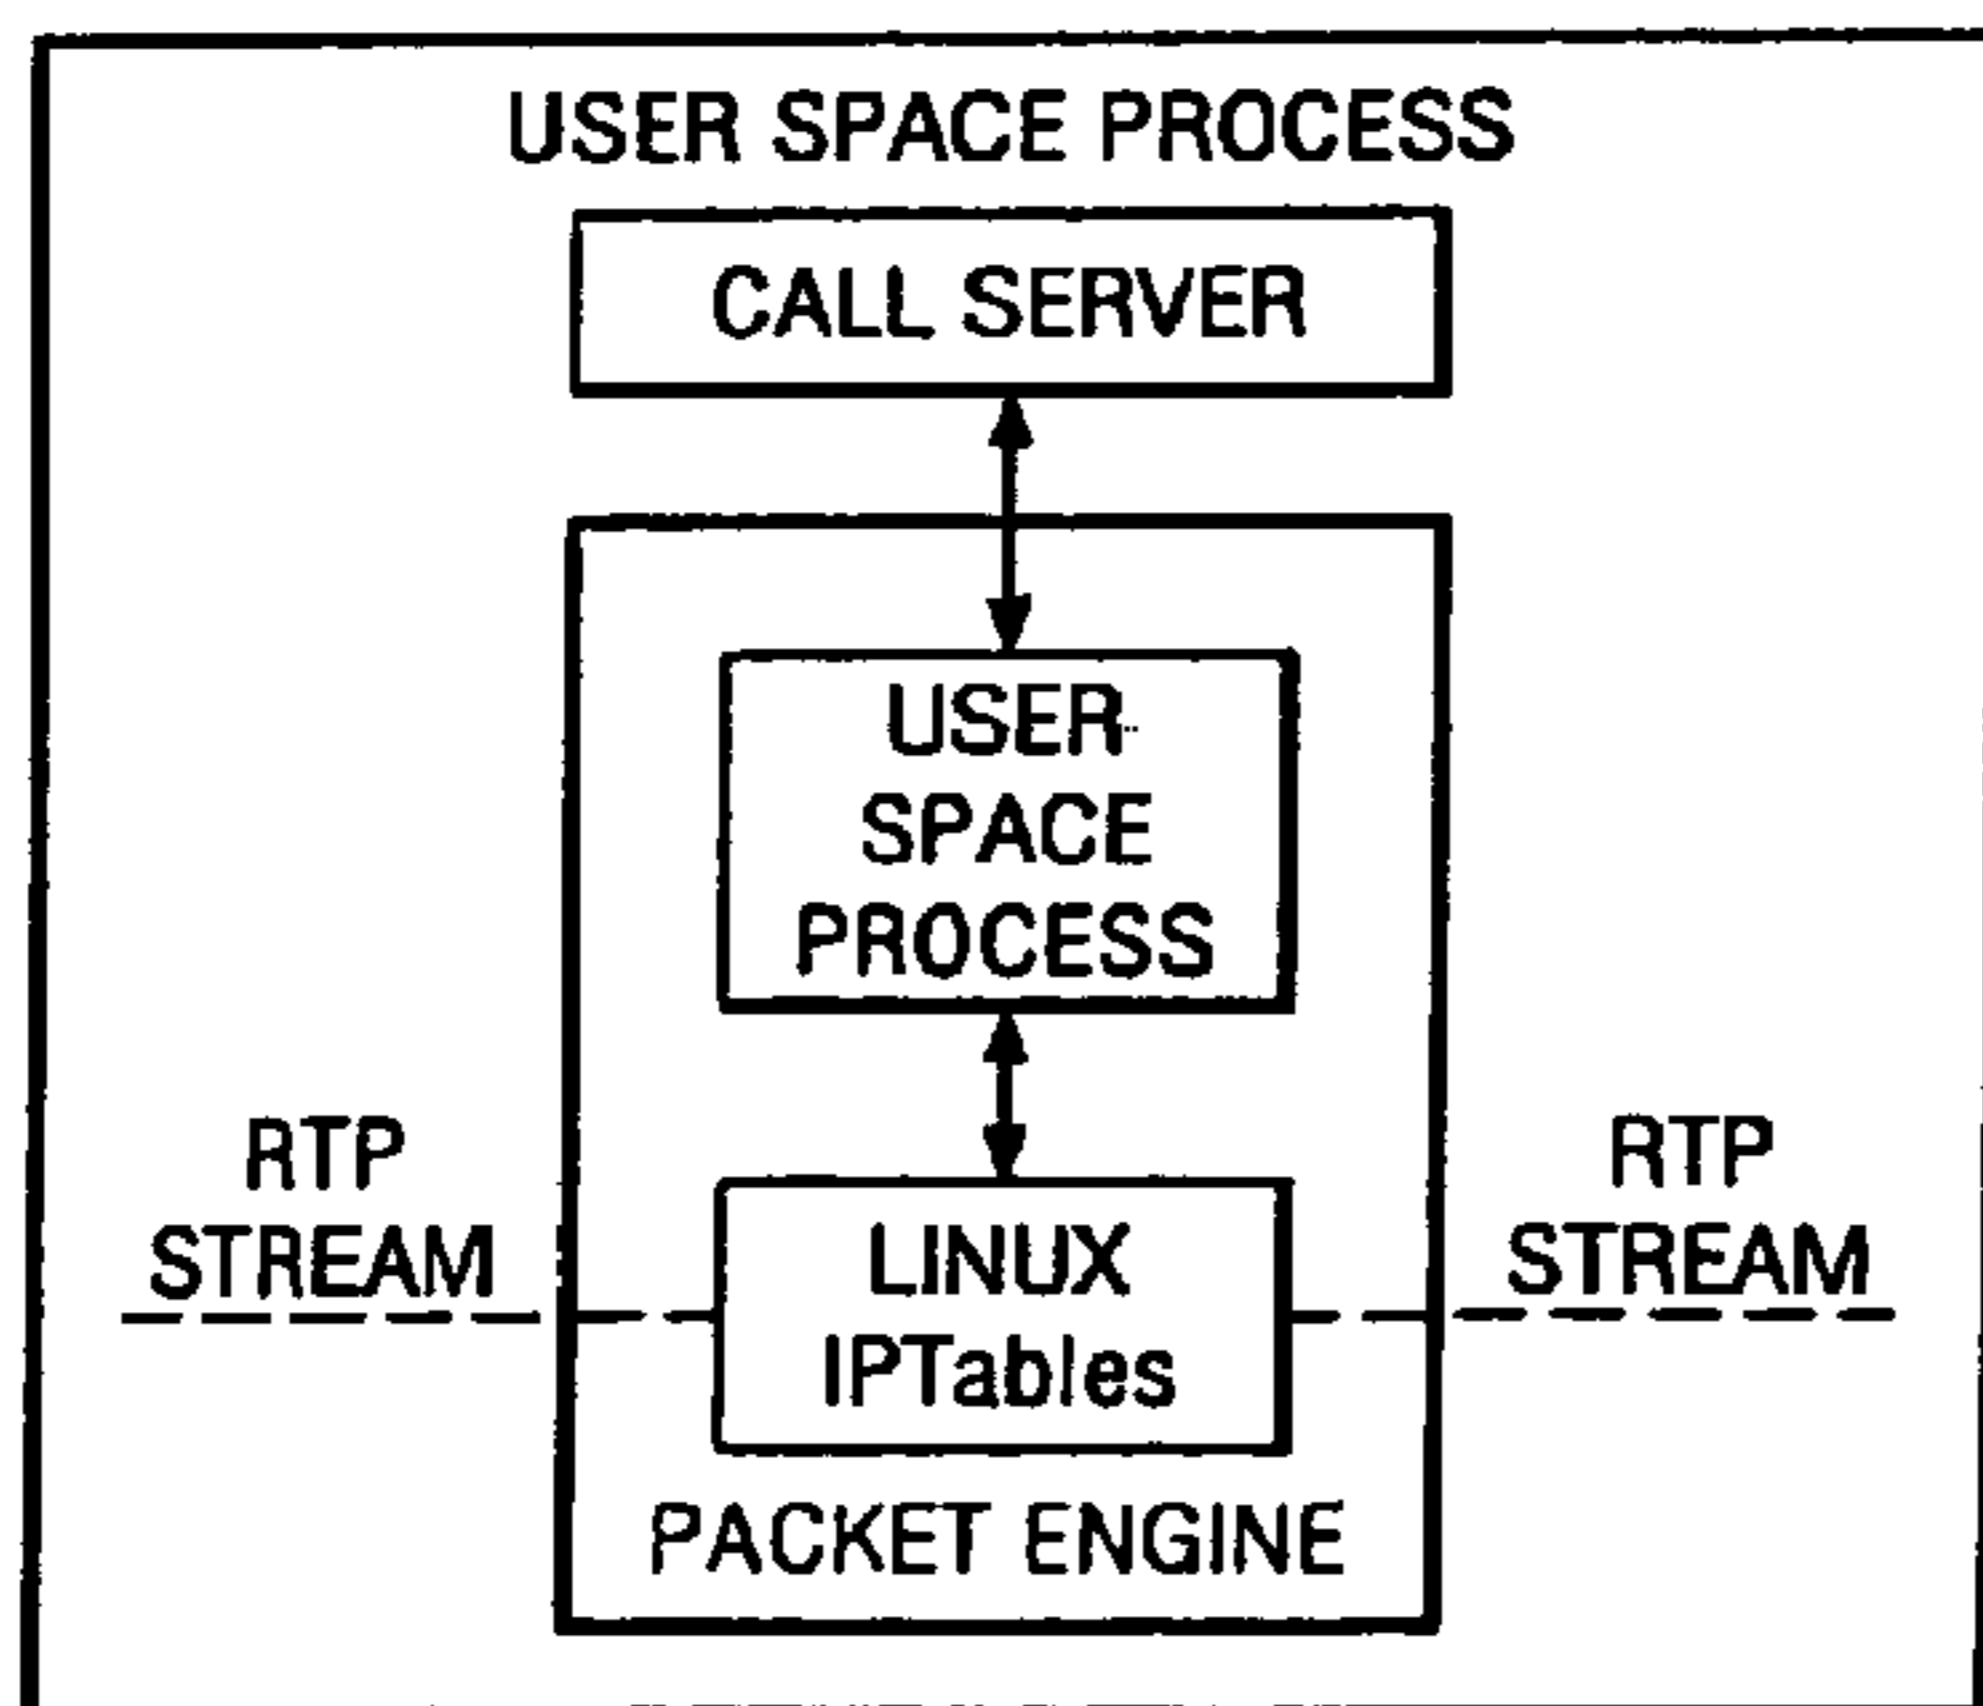 USER SPACE PROCESS
CALL SERVER
USER
SPACE
PROCESS
RTP
STREAM
RTP
STREAM
LINUX
IPTables
PACKET ENGINE